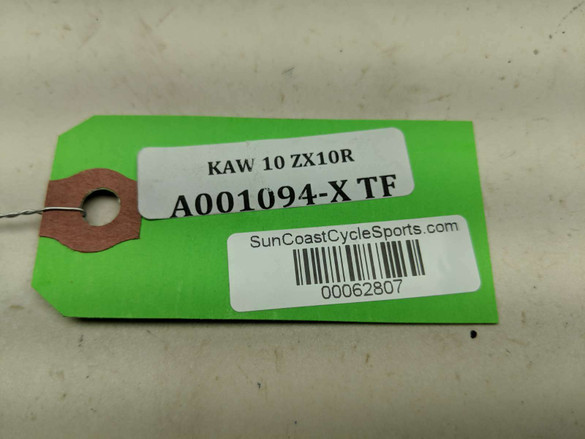 KAW 10 ZX10R
A001094-X TF
SunCoastCycleSports.com
00062807